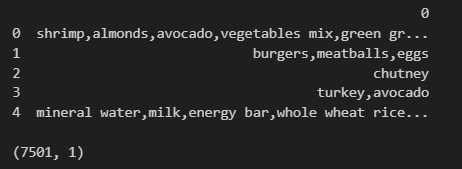 0
0 shrimp,almonds,avocado,vegetables mix,green gr...
1 burgers,meatballs,eggs
2 chutney
3 turkey,avocado
4 mineral water,milk,energy bar,whole wheat rice...
(7501, 1)